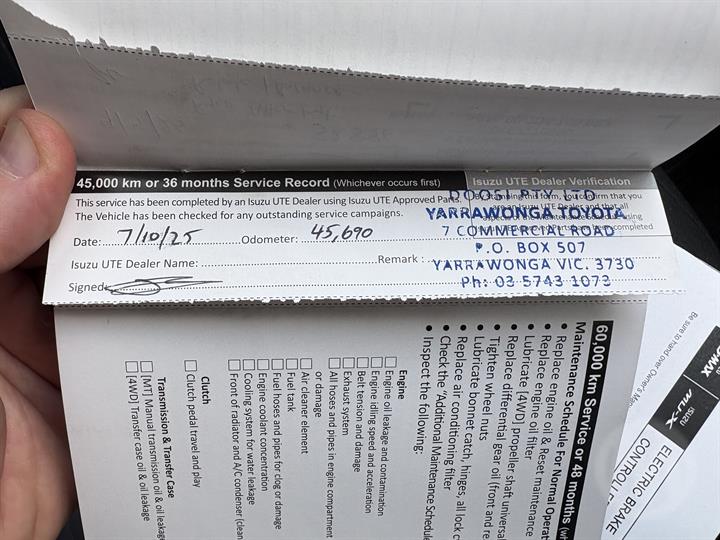 45,000 km or 36 months Service Record (Whichever occurs first)
Isuzu UTE Dealer Verification
This service has been completed by an Isuzu UTE Dealer using Isuzu UTE Approved Parts.
The Vehicle has been checked for any outstanding service campaigns.
Date: 7/10/25 Odometer: 45,690
Isuzu UTE Dealer Name: Remark :
Signed:
DOOSI PTY LTD
YARRAWONGA TOYOTA
7 COMMERCIAL ROAD
P.O. BOX 507
YARRAWONGA VIC. 3730
Ph: 03 5743 1073
60,000 km Service or 48 months
Maintenance Schedule For Normal
• Replace engine oil & Reset maintenance
• Replace engine oil filter
• Lubricate [4WD] propeller shaft
• Replace differential gear oil (front and
• Tighten wheel nuts
• Lubricate bonnet catch, hinges, all lock
• Replace air conditioning filter
• Check the "Additional Maintenance
• Inspect the following:
Engine
Engine oil leakage and contamination
Engine idling speed and acceleration
Belt tension and damage
Exhaust system
All hoses and pipes in engine compartment
or damage
Air cleaner element
Fuel tank
Fuel hoses and pipes for clog or damage
Engine coolant concentration
Cooling system for water leakage
Front of radiator and A/C condenser
Clutch
Clutch pedal travel and play
Transmission & Transfer Case
[MT] Manual transmission oil & oil leakage
[4WD] Transfer case oil & oil leakage
Be sure to hand over Owner's
ISUZU
MU-X
ELECTRIC BRAKE